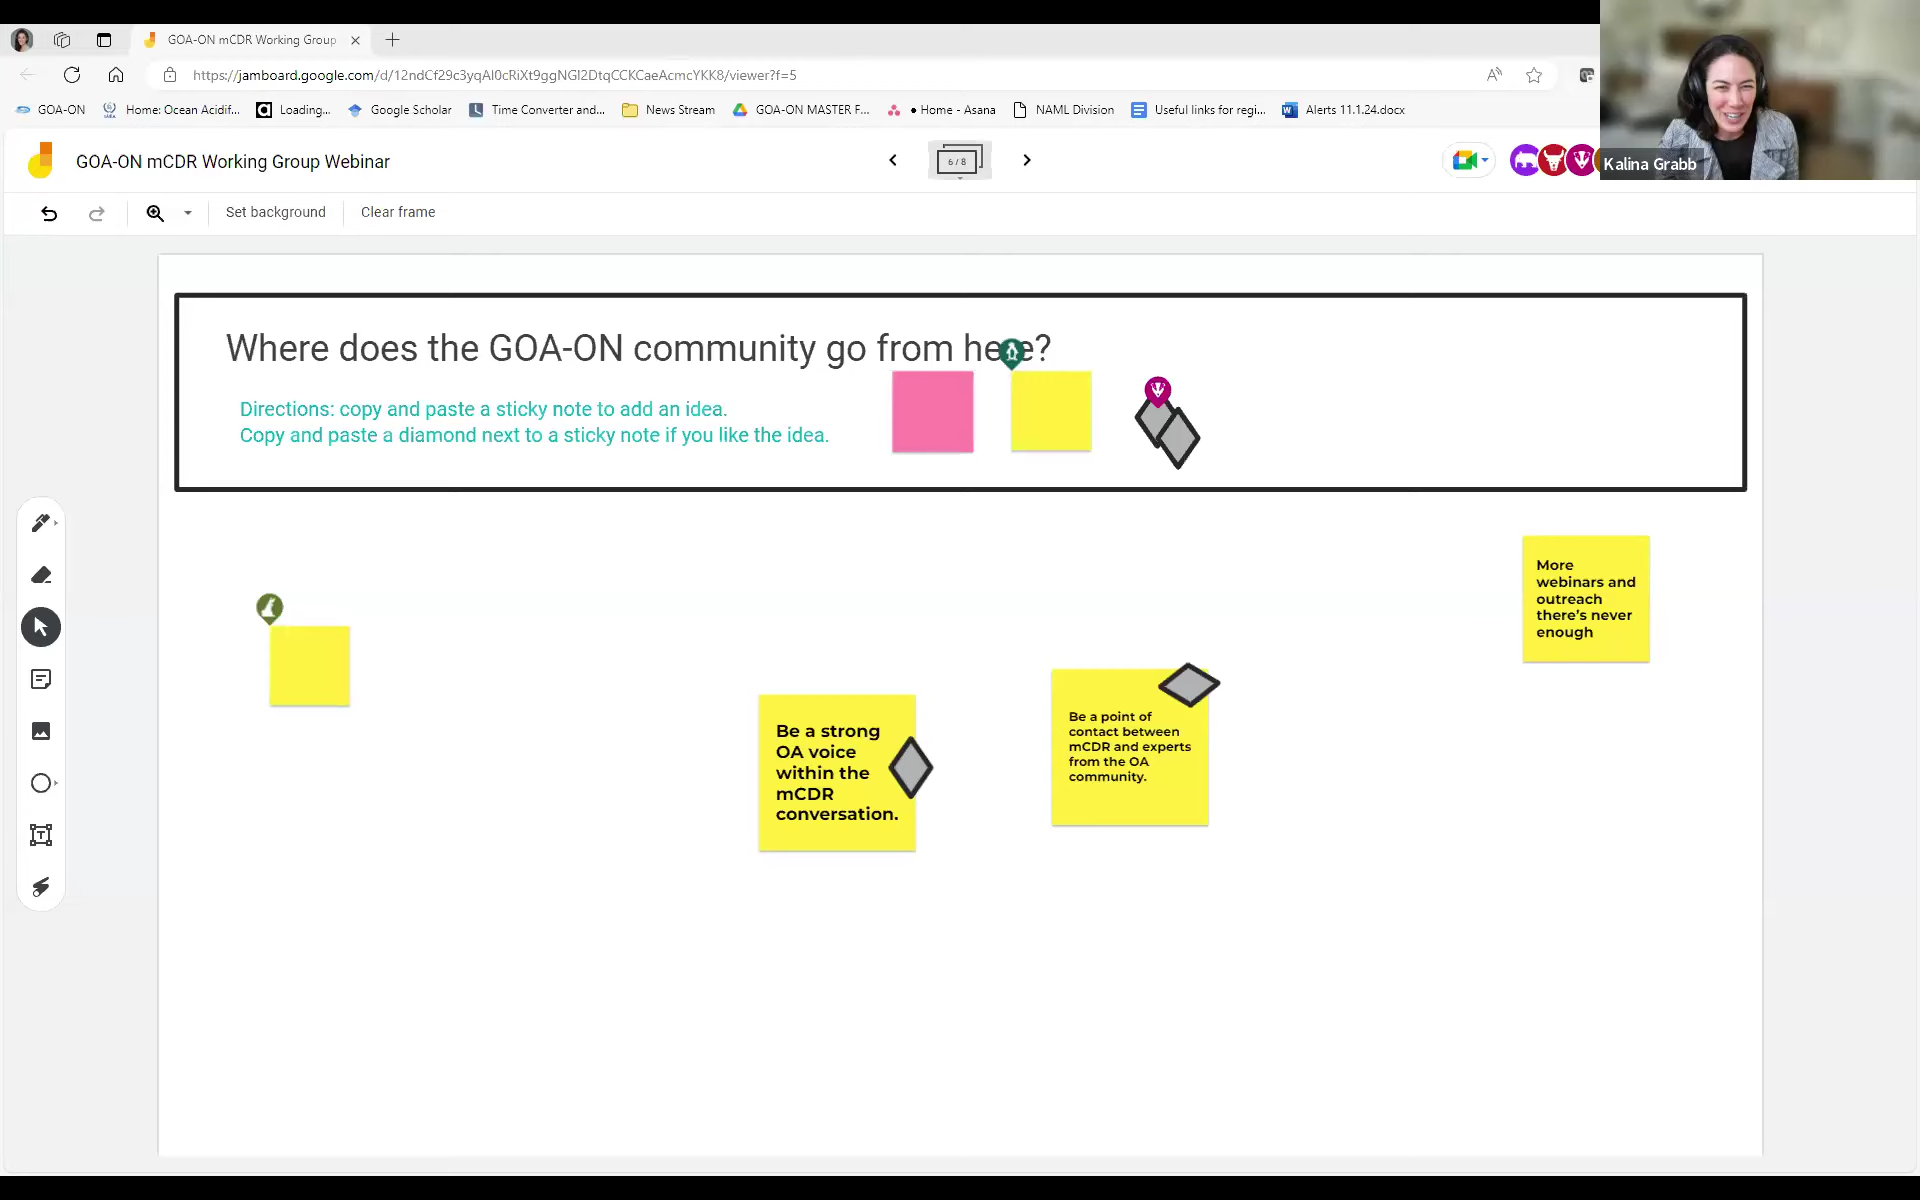 GOA-ON mCDR Working Group
https://jamboard.google.com/d/12ndCf29c3yqAI0cRiXt9ggNGl2DtqCCKCaeAcmcYKK8/viewer?f=5
GOA-ON
Home: Ocean Acidif...
Loading...
Google Scholar
Time Converter and...
News Stream
GOA-ON MASTER F...
• Home - Asana
NAML Division
Useful links for regi...
Alerts 11.1.24.docx
Kalina Grabb
GOA-ON mCDR Working Group Webinar
6 / 8
Set background
Clear frame
Where does the GOA-ON community go from here?
Directions: copy and paste a sticky note to add an idea.
Copy and paste a diamond next to a sticky note if you like the idea.
More
webinars and
outreach
there's never
enough
Be a strong
OA voice
within the
mCDR
conversation.
Be a point of
contact between
mCDR and experts
from the OA
community.